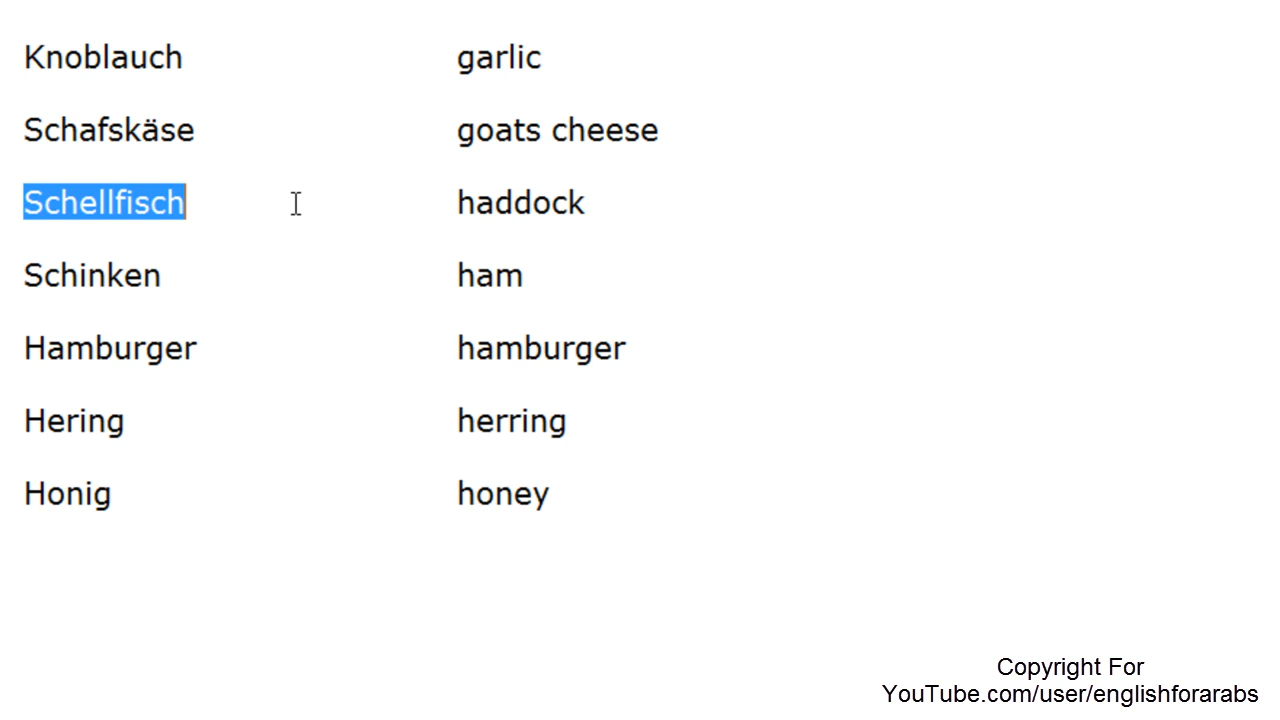 Knoblauch garlic
Schafskäse goats cheese
Schellfisch haddock
Schinken ham
Hamburger hamburger
Hering herring
Honig honey
Copyright For
YouTube.com/user/englishforarabs